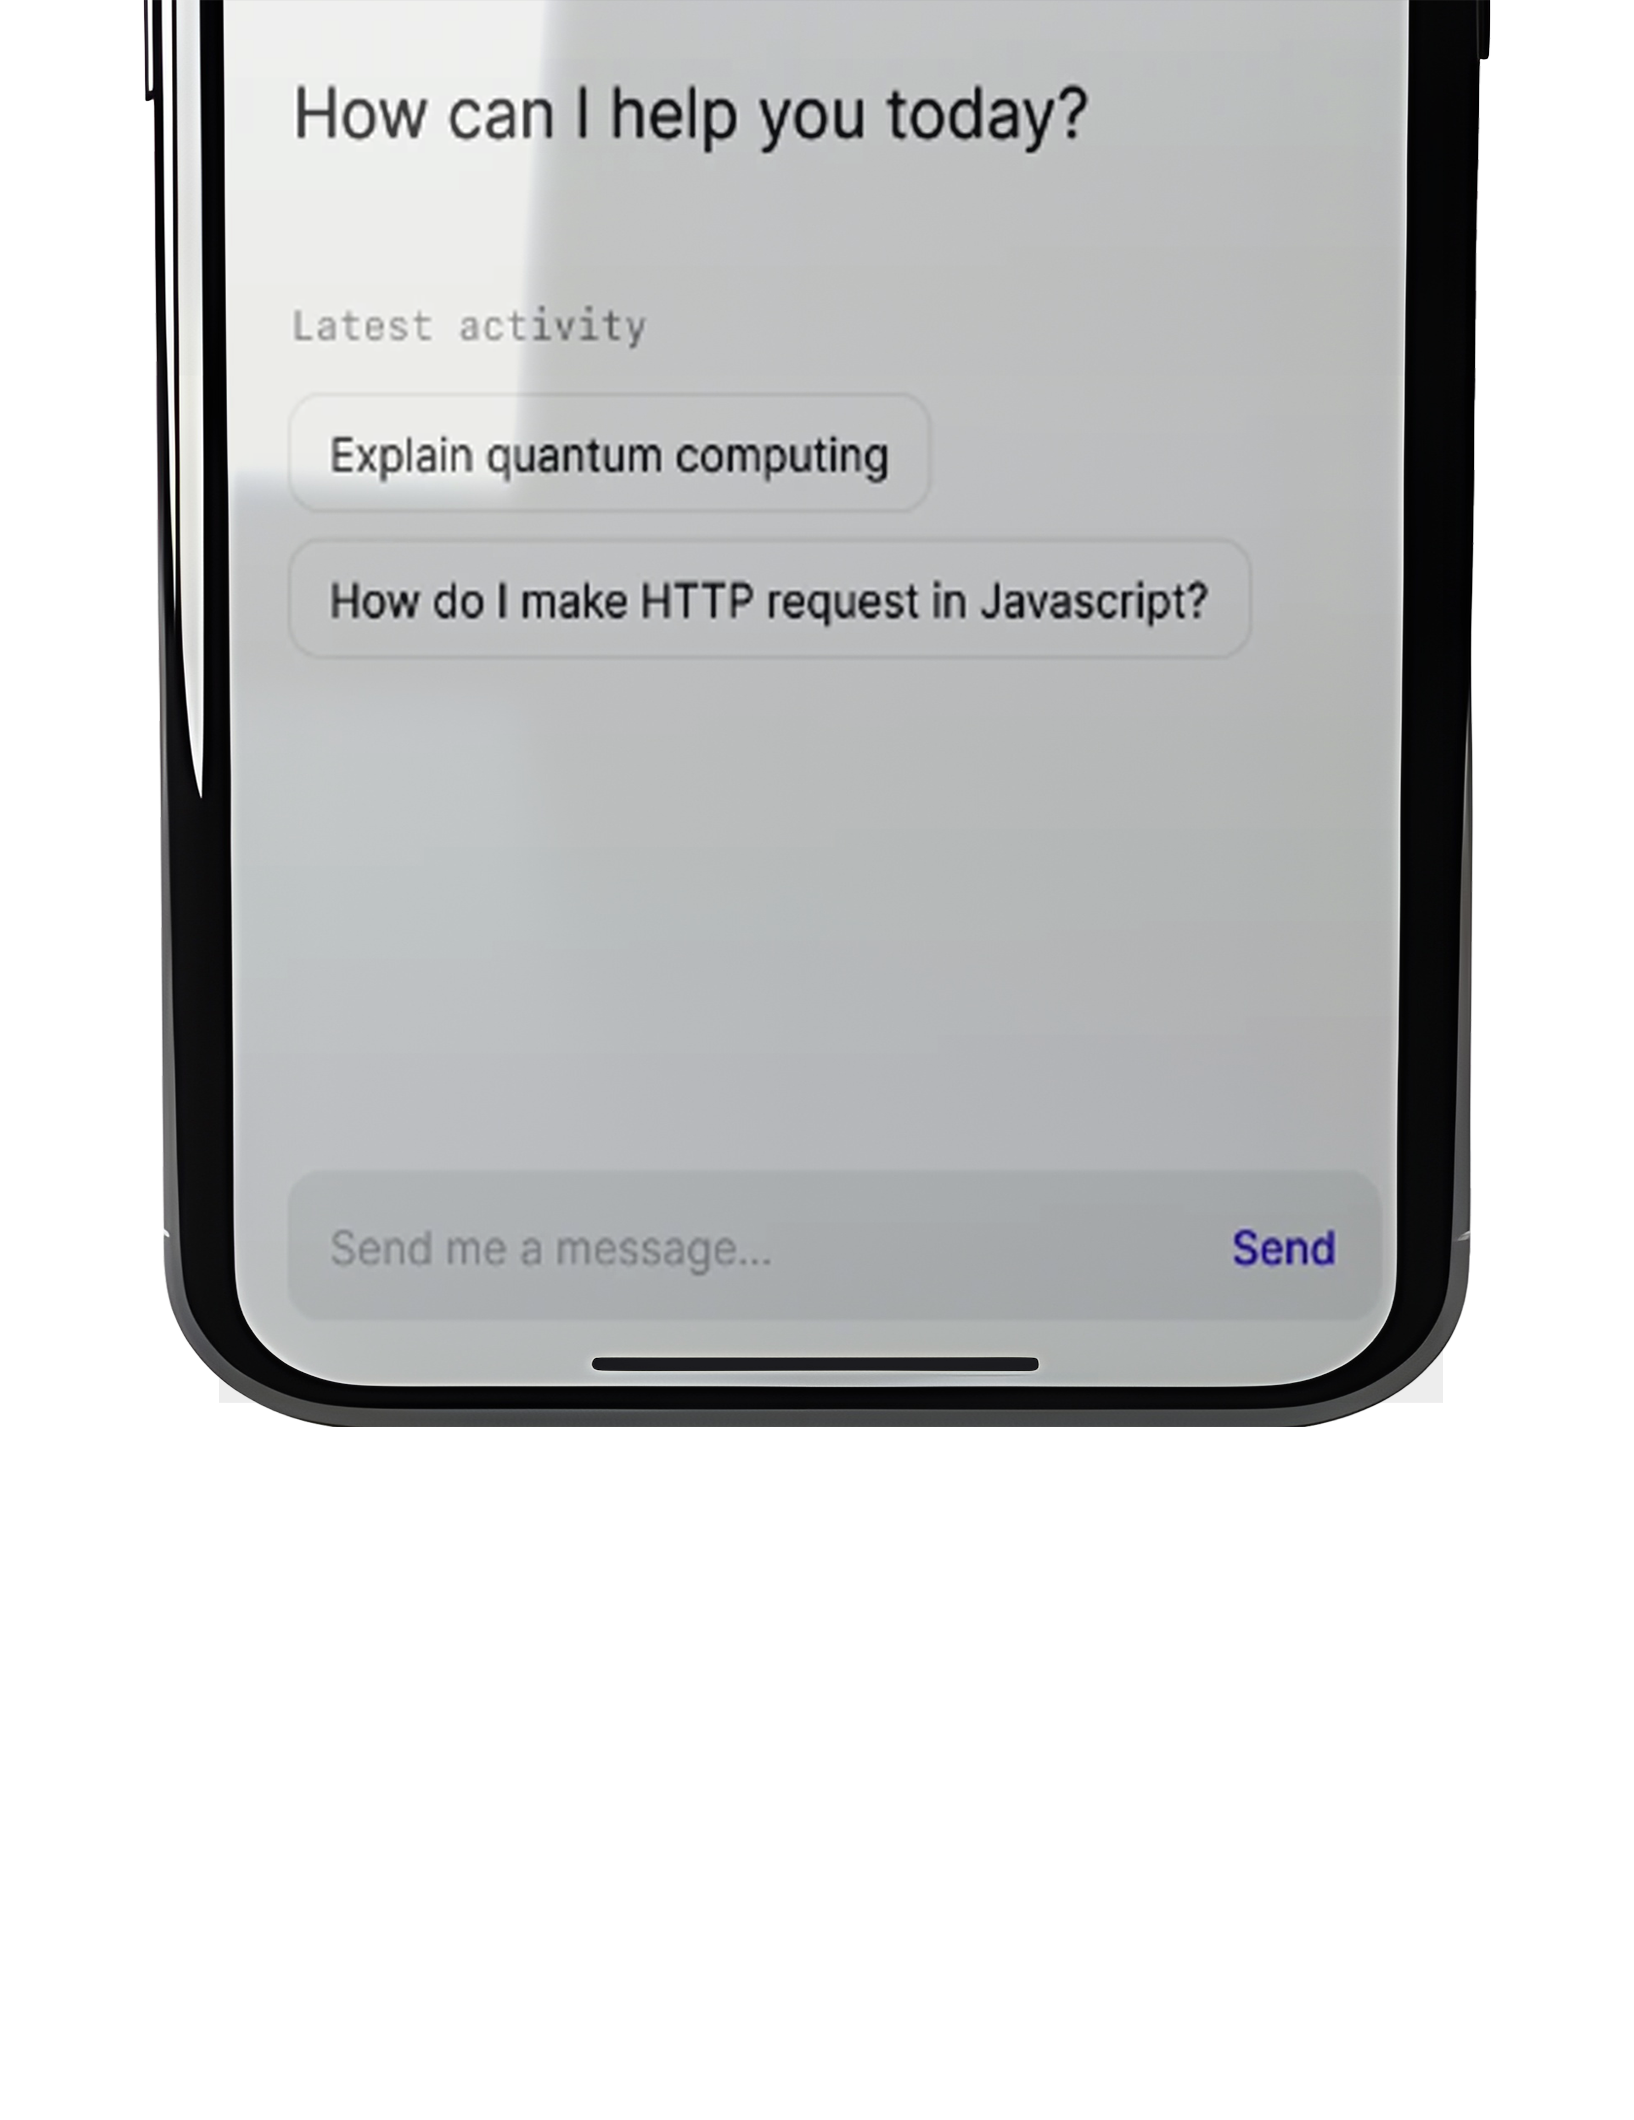 How can I help you today?
Latest activity
Explain quantum computing
How do I make HTTP request in Javascript?
Send me a message...
Send